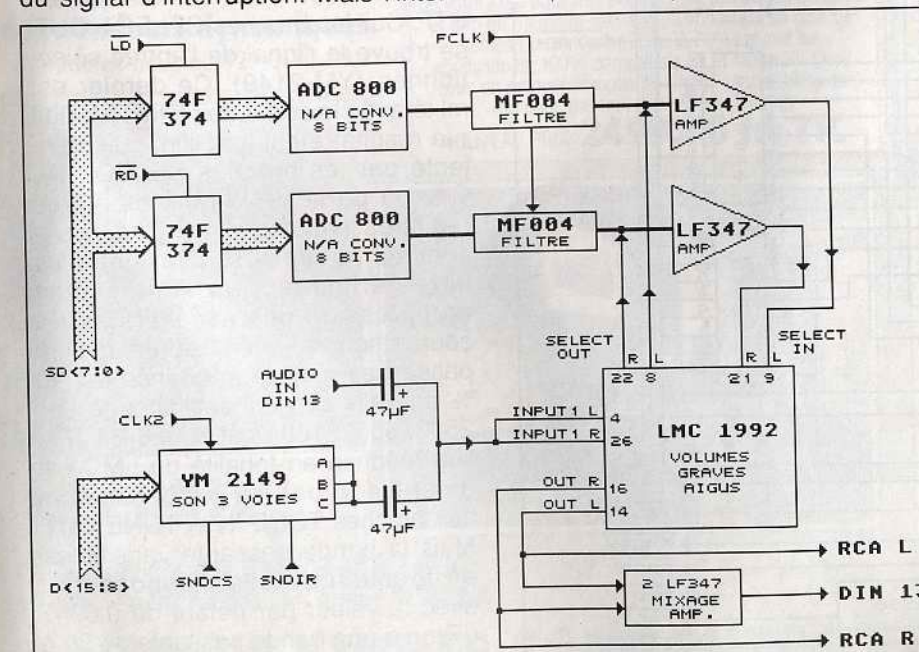 du signal d'interruption. Mais l'inter
LD
FCLK
74F
374
ADC 800
N/A CONV.
8 BITS
MF004
FILTRE
LF347
AMP
RD
74F
374
ADC 800
N/A CONV.
8 BITS
MF004
FILTRE
LF347
AMP
SD<7:0>
SELECT
OUT
SELECT
IN
R L
R L
22 8
21 9
AUDIO
IN
DIN 13
+
47µF
CLK2
INPUT1 L
4
INPUT1 R
26
LMC 1992
VOLUMES
GRAVES
AIGUS
YM 2149
SON 3 VOIES
A
B
C
+
47µF
OUT R
16
OUT L
14
SNDCS
SNDIR
D<15:8>
RCA L
2 LF347
MIXAGE
AMP.
DIN 13
RCA R